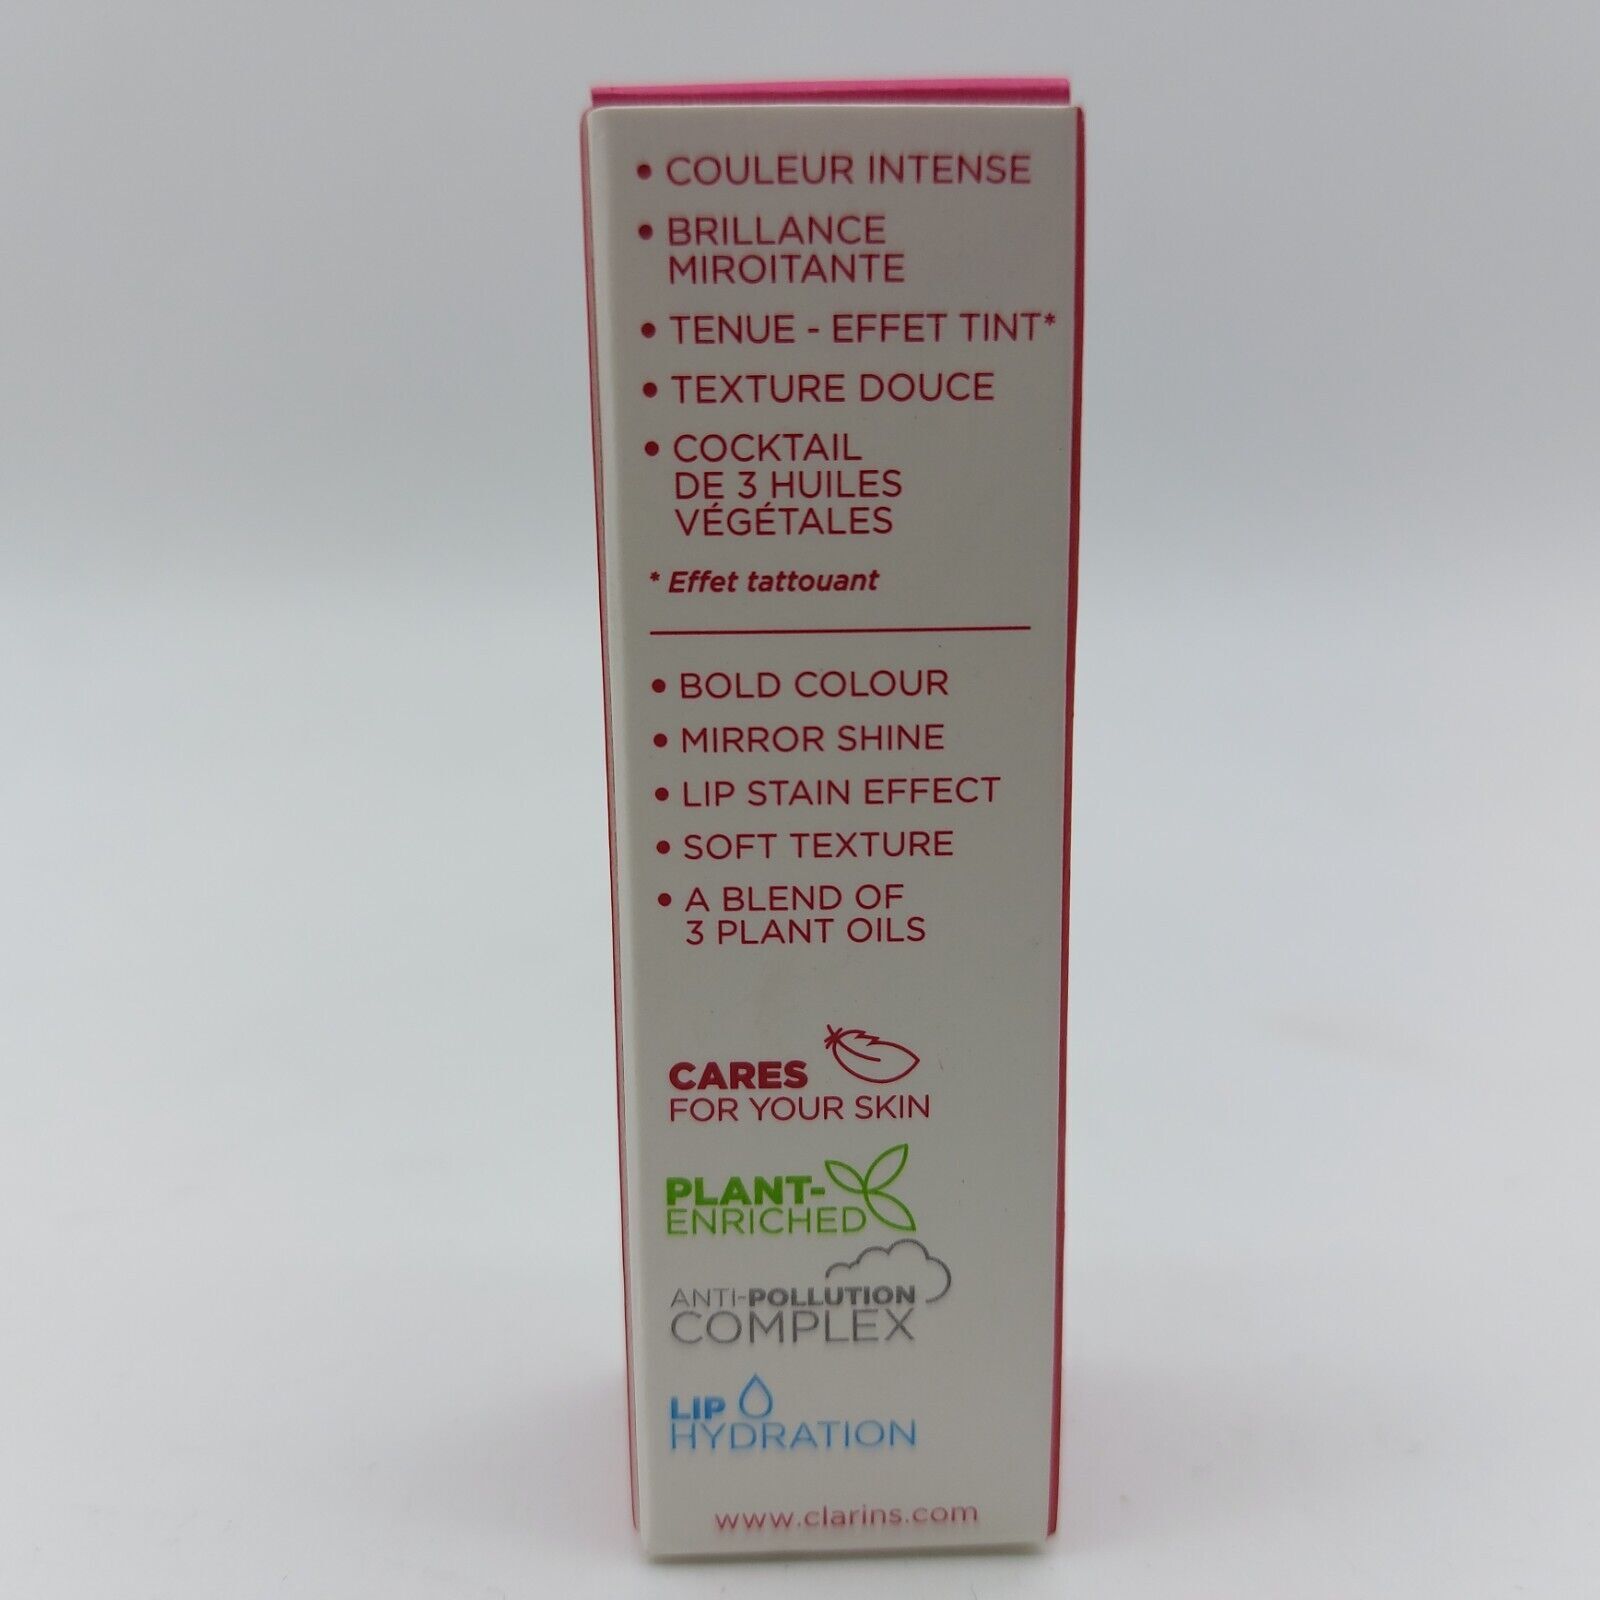 • COULEUR INTENSE
• BRILLANCE
MIROITANTE
• TENUE - EFFET TINT*
• TEXTURE DOUCE
• COCKTAIL
DE 3 HUILES
VÉGÉTALES
* Effet tattouant
• BOLD COLOUR
• MIRROR SHINE
• LIP STAIN EFFECT
• SOFT TEXTURE
• A BLEND OF
3 PLANT OILS
CARES
FOR YOUR SKIN
PLANT-
ENRICHED
ANTI-POLLUTION
COMPLEX
LIP
HYDRATION
www.clarins.com